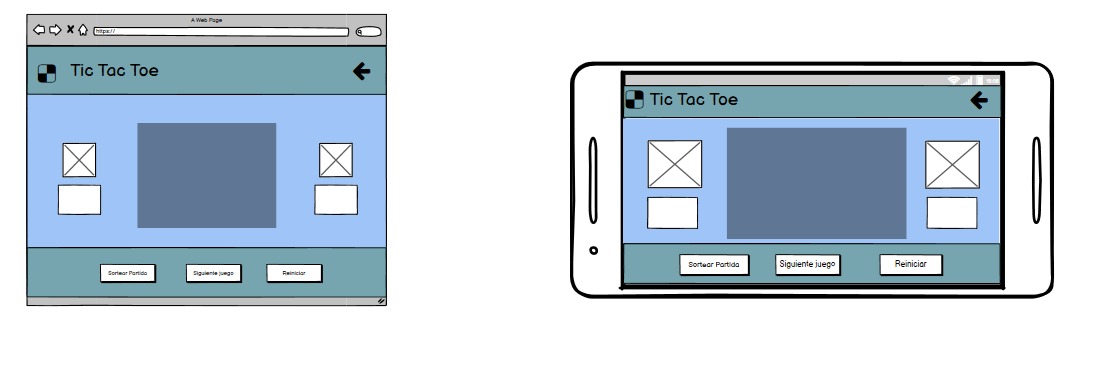 A Web Page
https://
Tic Tac Toe
Sortear Partida
Siguiente juego
Reiniciar
Tic Tac Toe
Sortear Partida
Siguiente juego
Reiniciar